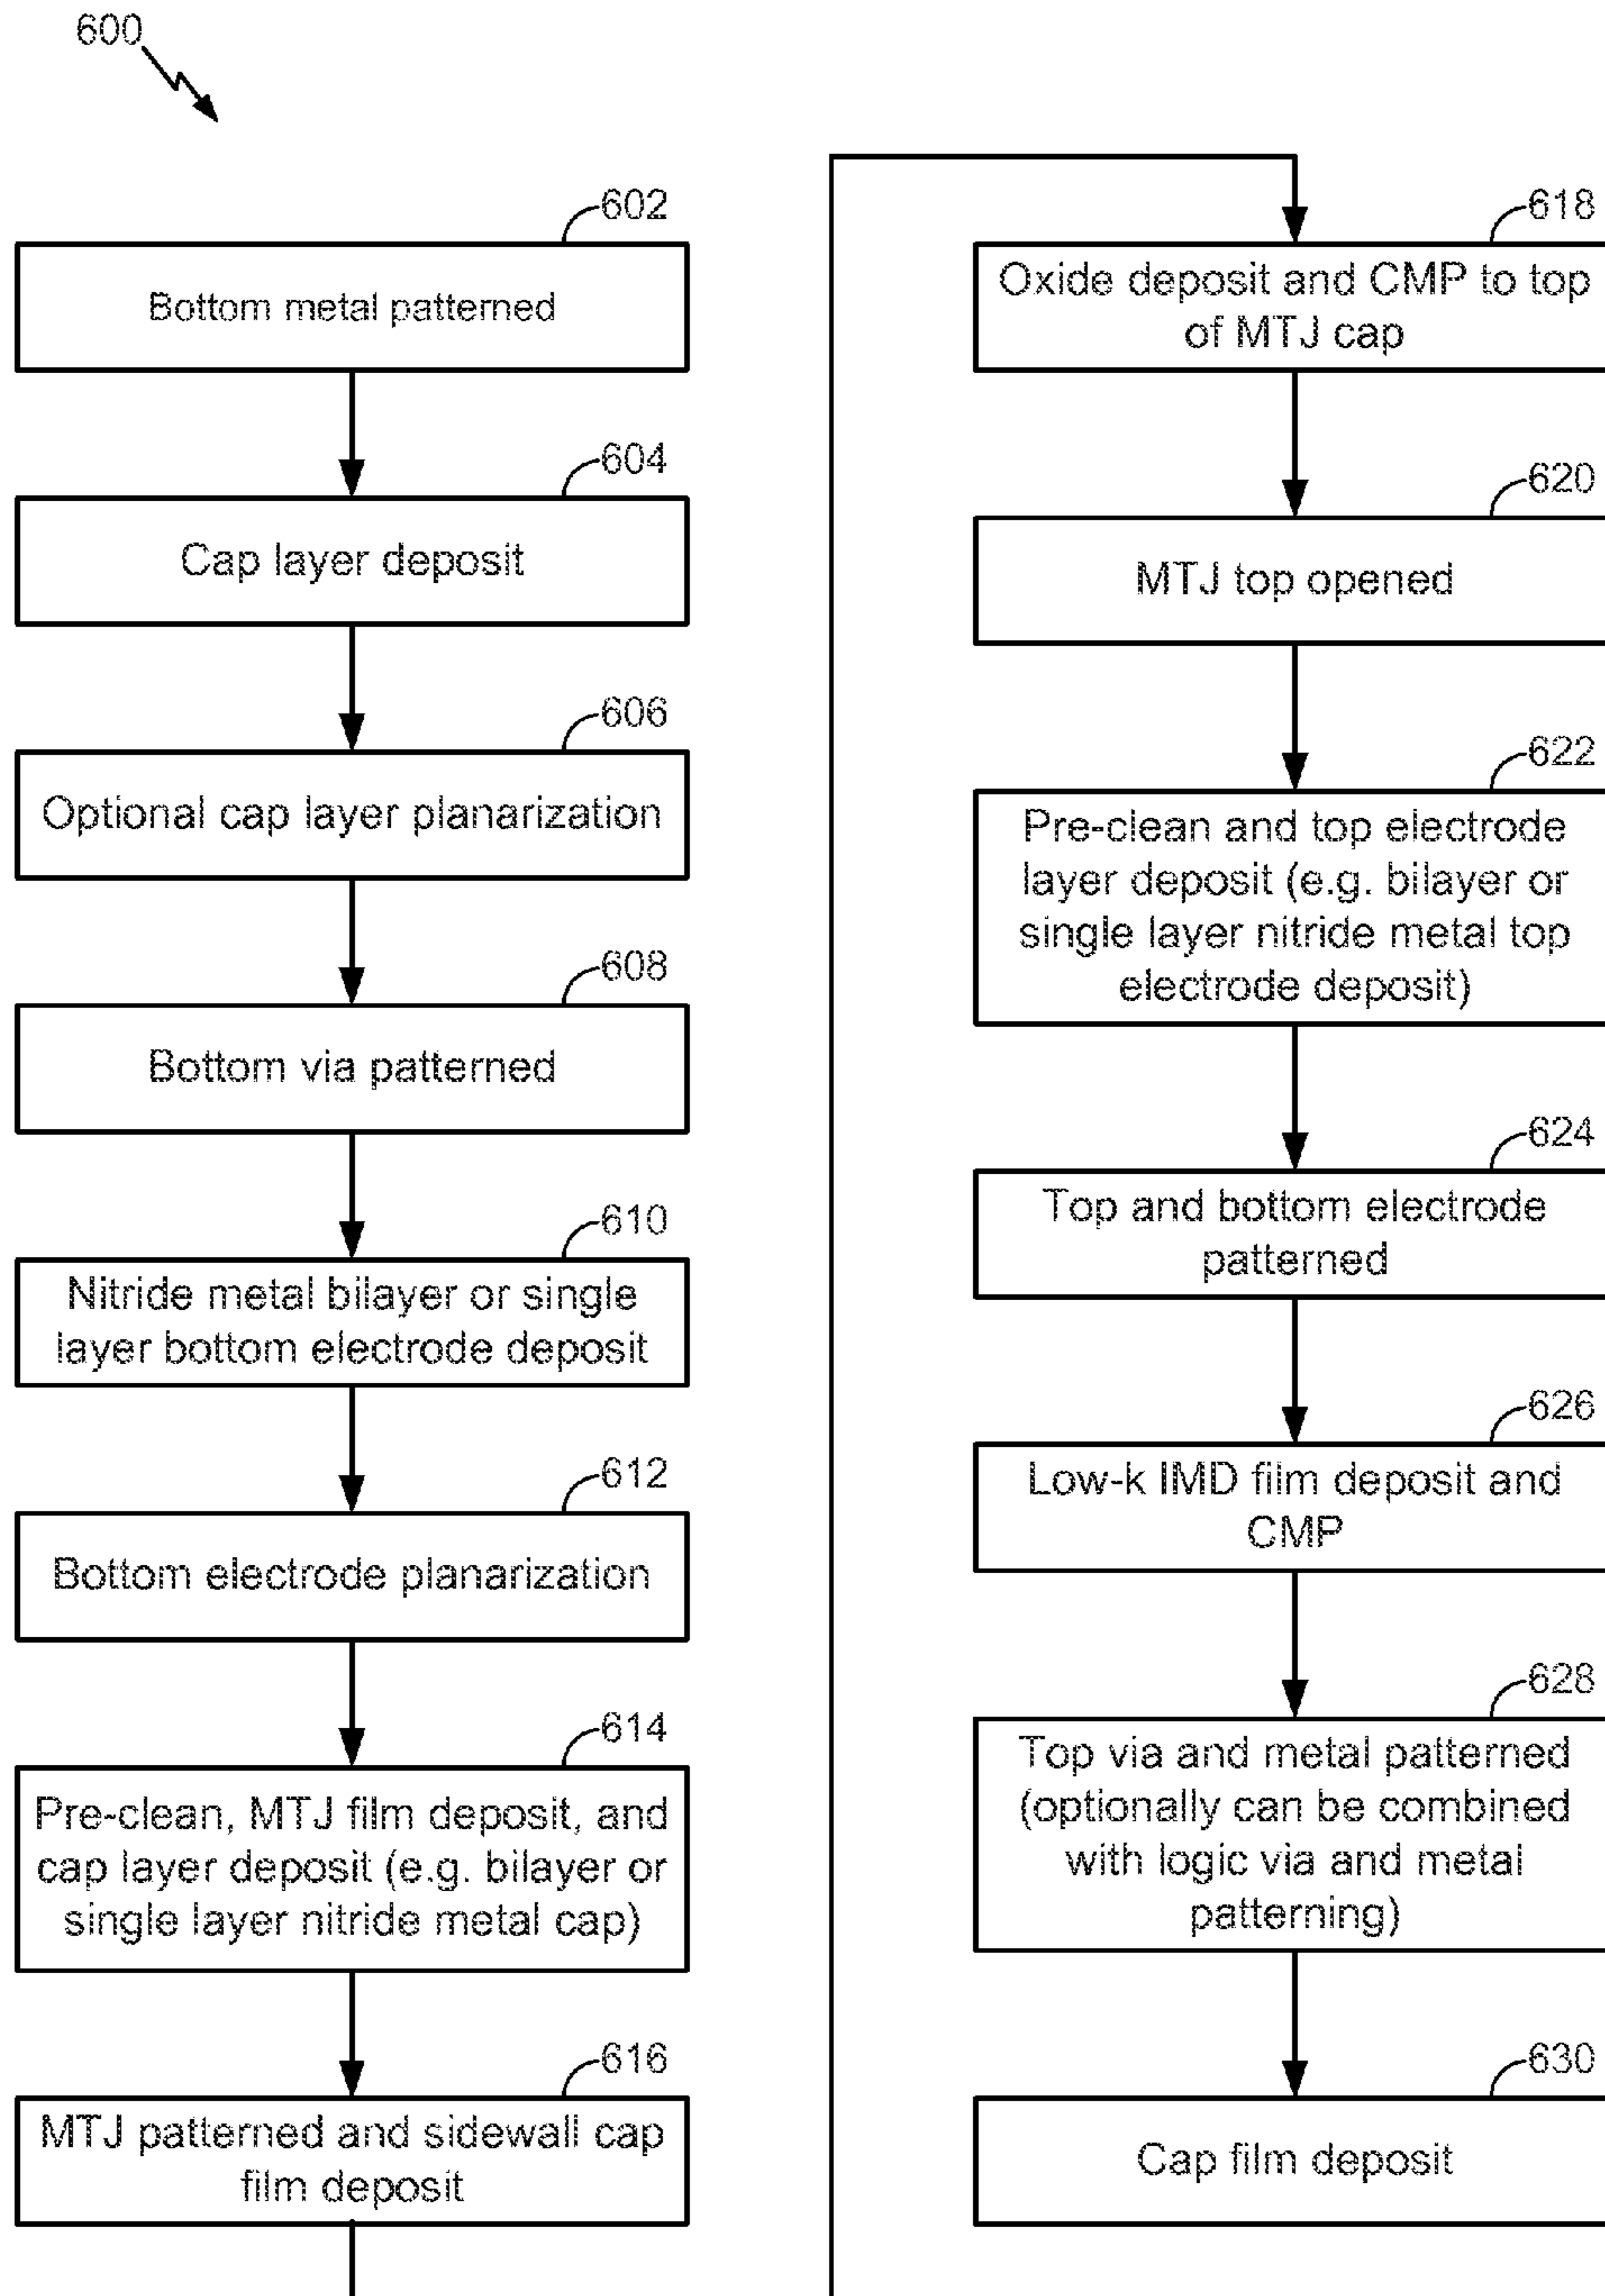 600
602
Bottom metal patterned
604
Cap layer deposit
606
Optional cap layer planarization
608
Bottom via patterned
610
Nitride metal bilayer or single
layer bottom electrode deposit
612
Bottom electrode planarization
614
Pre-clean, MTJ film deposit, and
cap layer deposit (e.g. bilayer or
single layer nitride metal cap)
616
MTJ patterned and sidewall cap
film deposit
618
Oxide deposit and CMP to top
of MTJ cap
620
MTJ top opened
622
Pre-clean and top electrode
layer deposit (e.g. bilayer or
single layer nitride metal top
electrode deposit)
624
Top and bottom electrode
patterned
626
Low-k IMD film deposit and
CMP
628
Top via and metal patterned
(optionally can be combined
with logic via and metal
patterning)
630
Cap film deposit